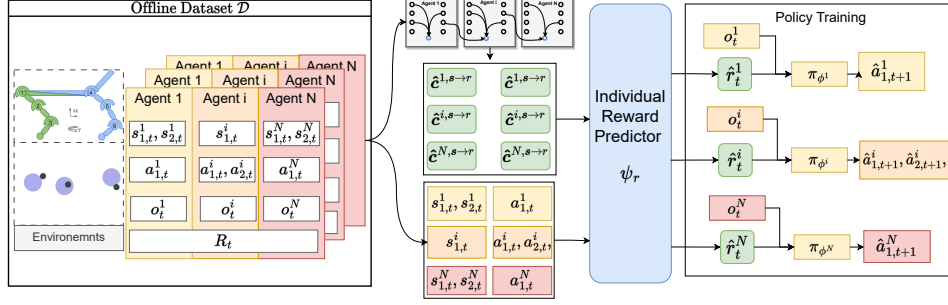 Offline Dataset 𝒟
Agent 1 Agent i Agent N
Agent 1 Agent i Agent N
Agent 1 Agent i Agent N
s^1_{1,t}, s^1_{2,t} s^i_{1,t} s^N_{1,t}, s^N_{2,t}
a^1_{1,t} a^i_{1,t}, a^i_{2,t} a^N_{1,t}
o^1_t o^i_t o^N_t
R_t
Environemnts
Agent 1 Agent i Agent N
ĉ^{1,s→r} ĉ^{1,s→r}
ĉ^{i,s→r} ĉ^{i,s→r}
ĉ^{N,s→r} ĉ^{N,s→r}
s^1_{1,t}, s^1_{2,t} a^1_{1,t}
s^i_{1,t} a^i_{1,t}, a^i_{2,t},
s^N_{1,t}, s^N_{2,t} a^N_{1,t}
Individual
Reward
Predictor
ψ_r
Policy Training
o^1_t
r̂^1_t π_{ϕ^1} â^1_{1,t+1}
o^i_t
r̂^i_t π_{ϕ^i} â^i_{1,t+1}, â^i_{2,t+1},
o^N_t
r̂^N_t π_{ϕ^N} â^N_{1,t+1}